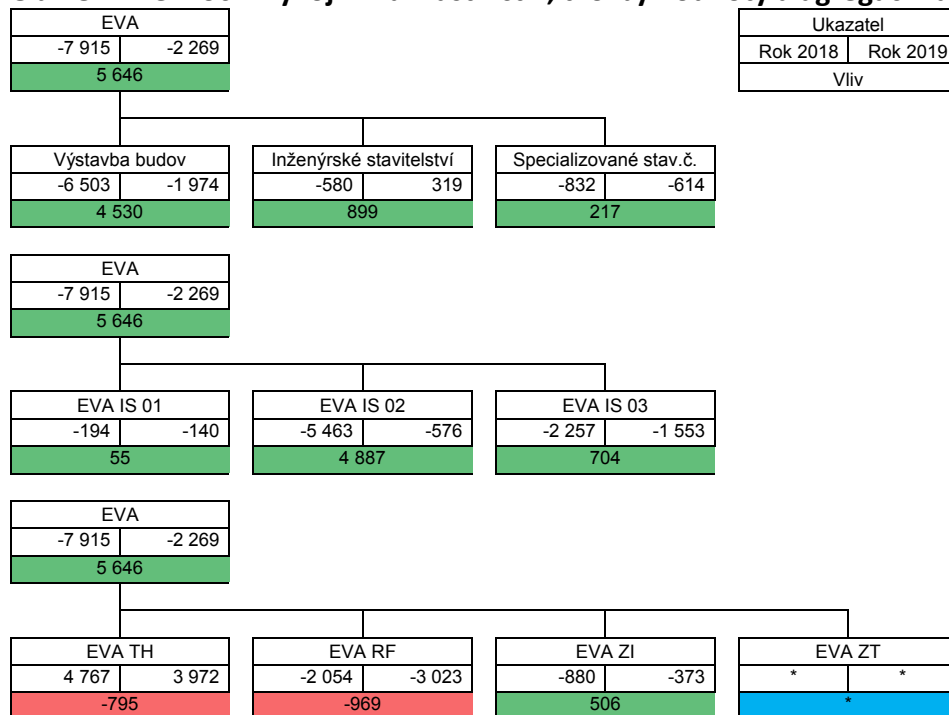 EVA
-7 915 -2 269
5 646
Ukazatel
Rok 2018 Rok 2019
Vliv
Výstavba budov
-6 503 -1 974
4 530
Inženýrské stavitelství
-580 319
899
Specializované stav.č.
-832 -614
217
EVA
-7 915 -2 269
5 646
EVA IS 01
-194 -140
55
EVA IS 02
-5 463 -576
4 887
EVA IS 03
-2 257 -1 553
704
EVA
-7 915 -2 269
5 646
EVA TH
4 767 3 972
-795
EVA RF
-2 054 -3 023
-969
EVA ZI
-880 -373
506
EVA ZT
* *
*